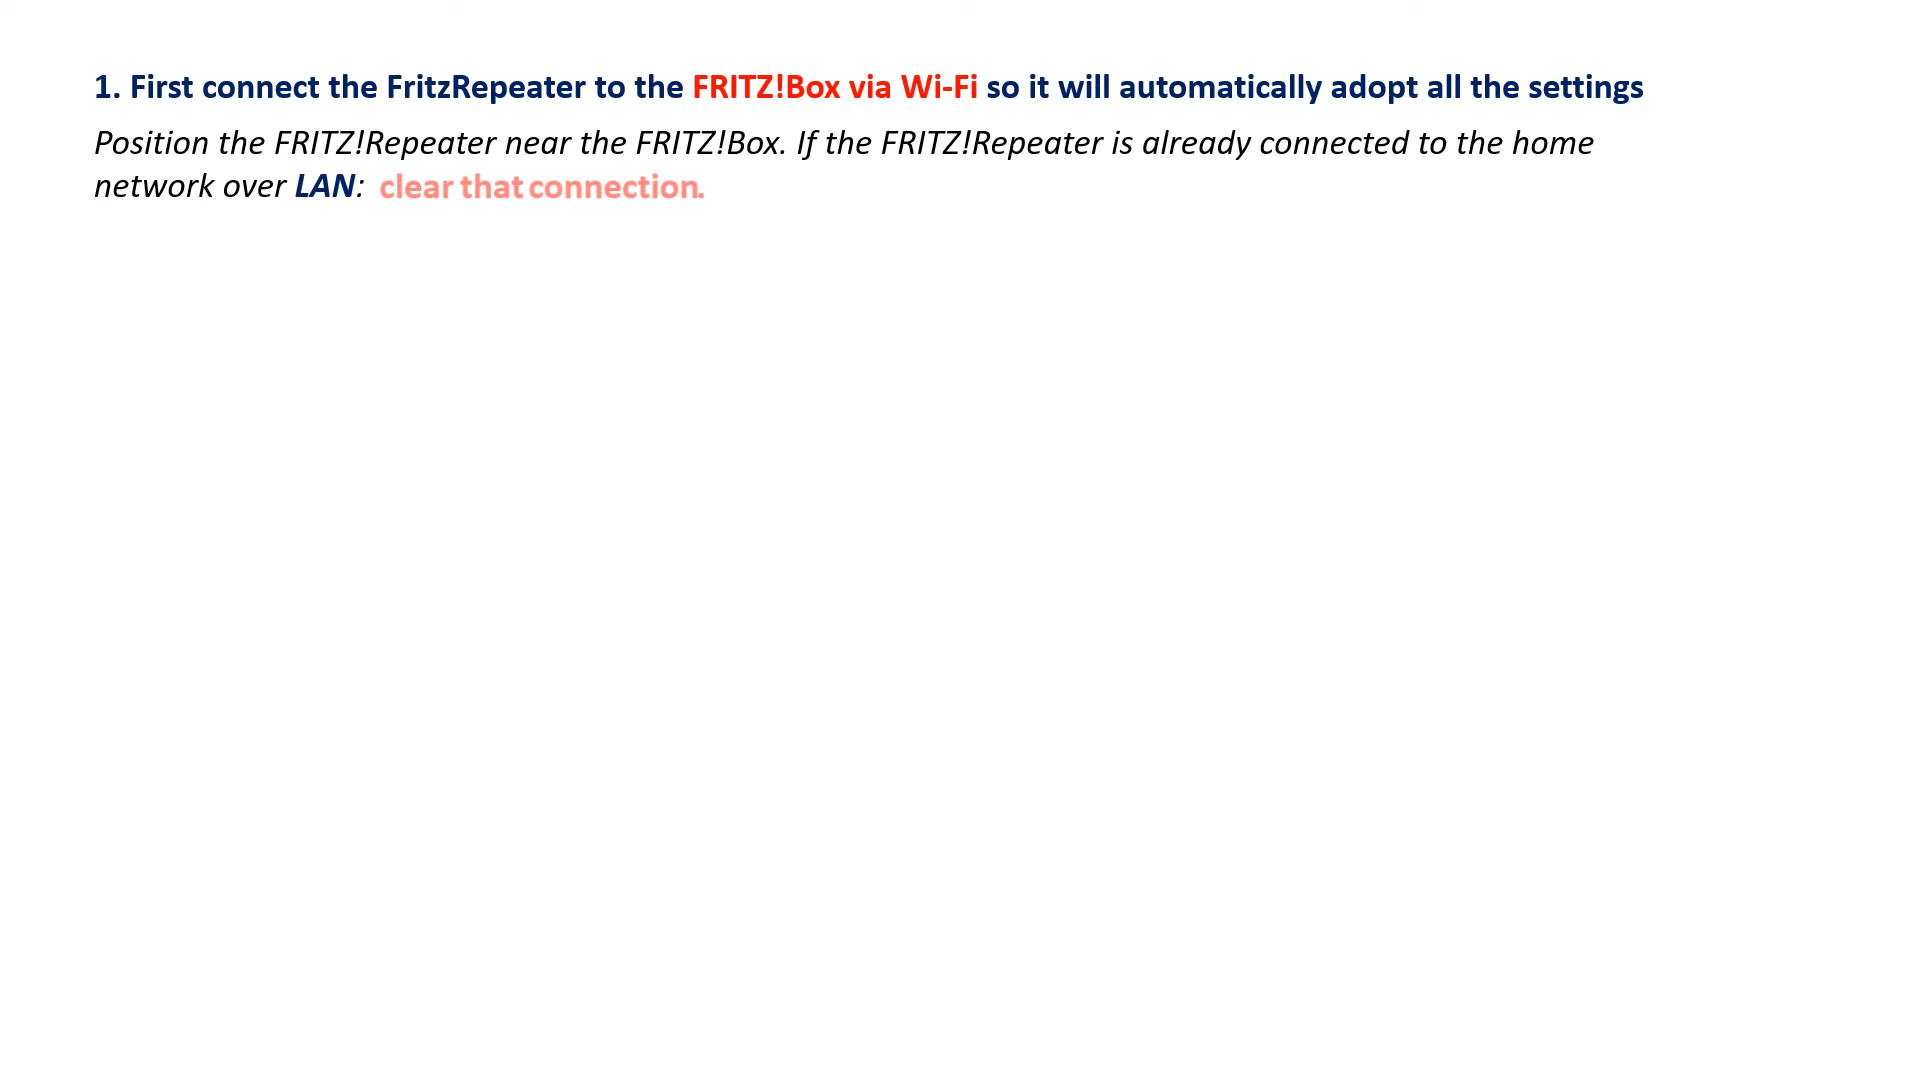 1. First connect the FritzRepeater to the FRITZ!Box via Wi-Fi so it will automatically adopt all the settings
Position the FRITZ!Repeater near the FRITZ!Box. If the FRITZ!Repeater is already connected to the home
network over LAN: clear that connection.